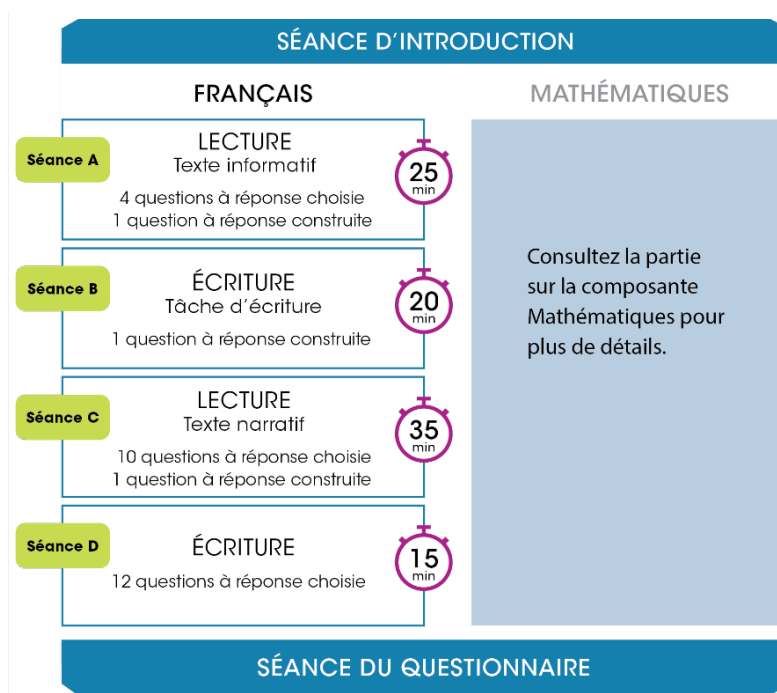 SÉANCE D'INTRODUCTION
FRANÇAIS
Séance A
LECTURE
Texte informatif
4 questions à réponse choisie
1 question à réponse construite
25
min
Séance B
ÉCRITURE
Tâche d'écriture
1 question à réponse construite
20
min
Séance C
LECTURE
Texte narratif
10 questions à réponse choisie
1 question à réponse construite
35
min
Séance D
ÉCRITURE
12 questions à réponse choisie
15
min
MATHÉMATIQUES
Consultez la partie
sur la composante
Mathématiques pour
plus de détails.
SÉANCE DU QUESTIONNAIRE